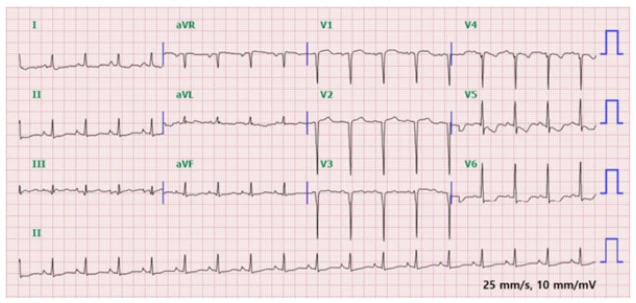 I aVR V1 V4
II aVL V2 V5
III aVF V3 V6
II
25 mm/s, 10 mm/mV